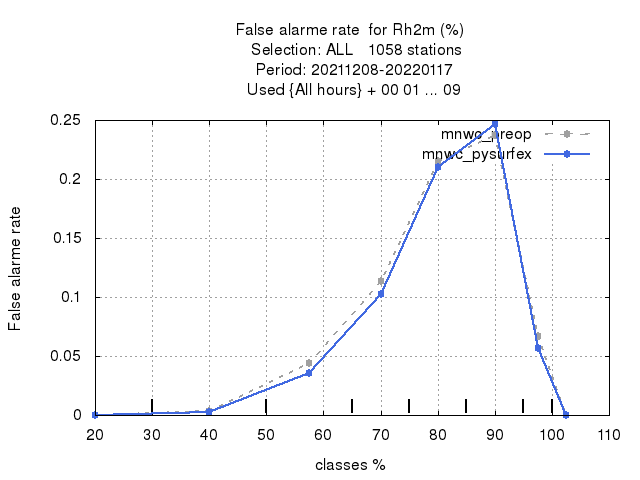 False alarme rate  for Rh2m (%)
Selection: ALL   1058 stations
Period: 20211208-20220117
Used {All hours} + 00 01 ... 09
0.25
mnwc_preop
mnwc_pysurfex
0.2
0.15
False alarme rate
0.1
0.05
0
20 30 40 50 60 70 80 90 100 110
classes %